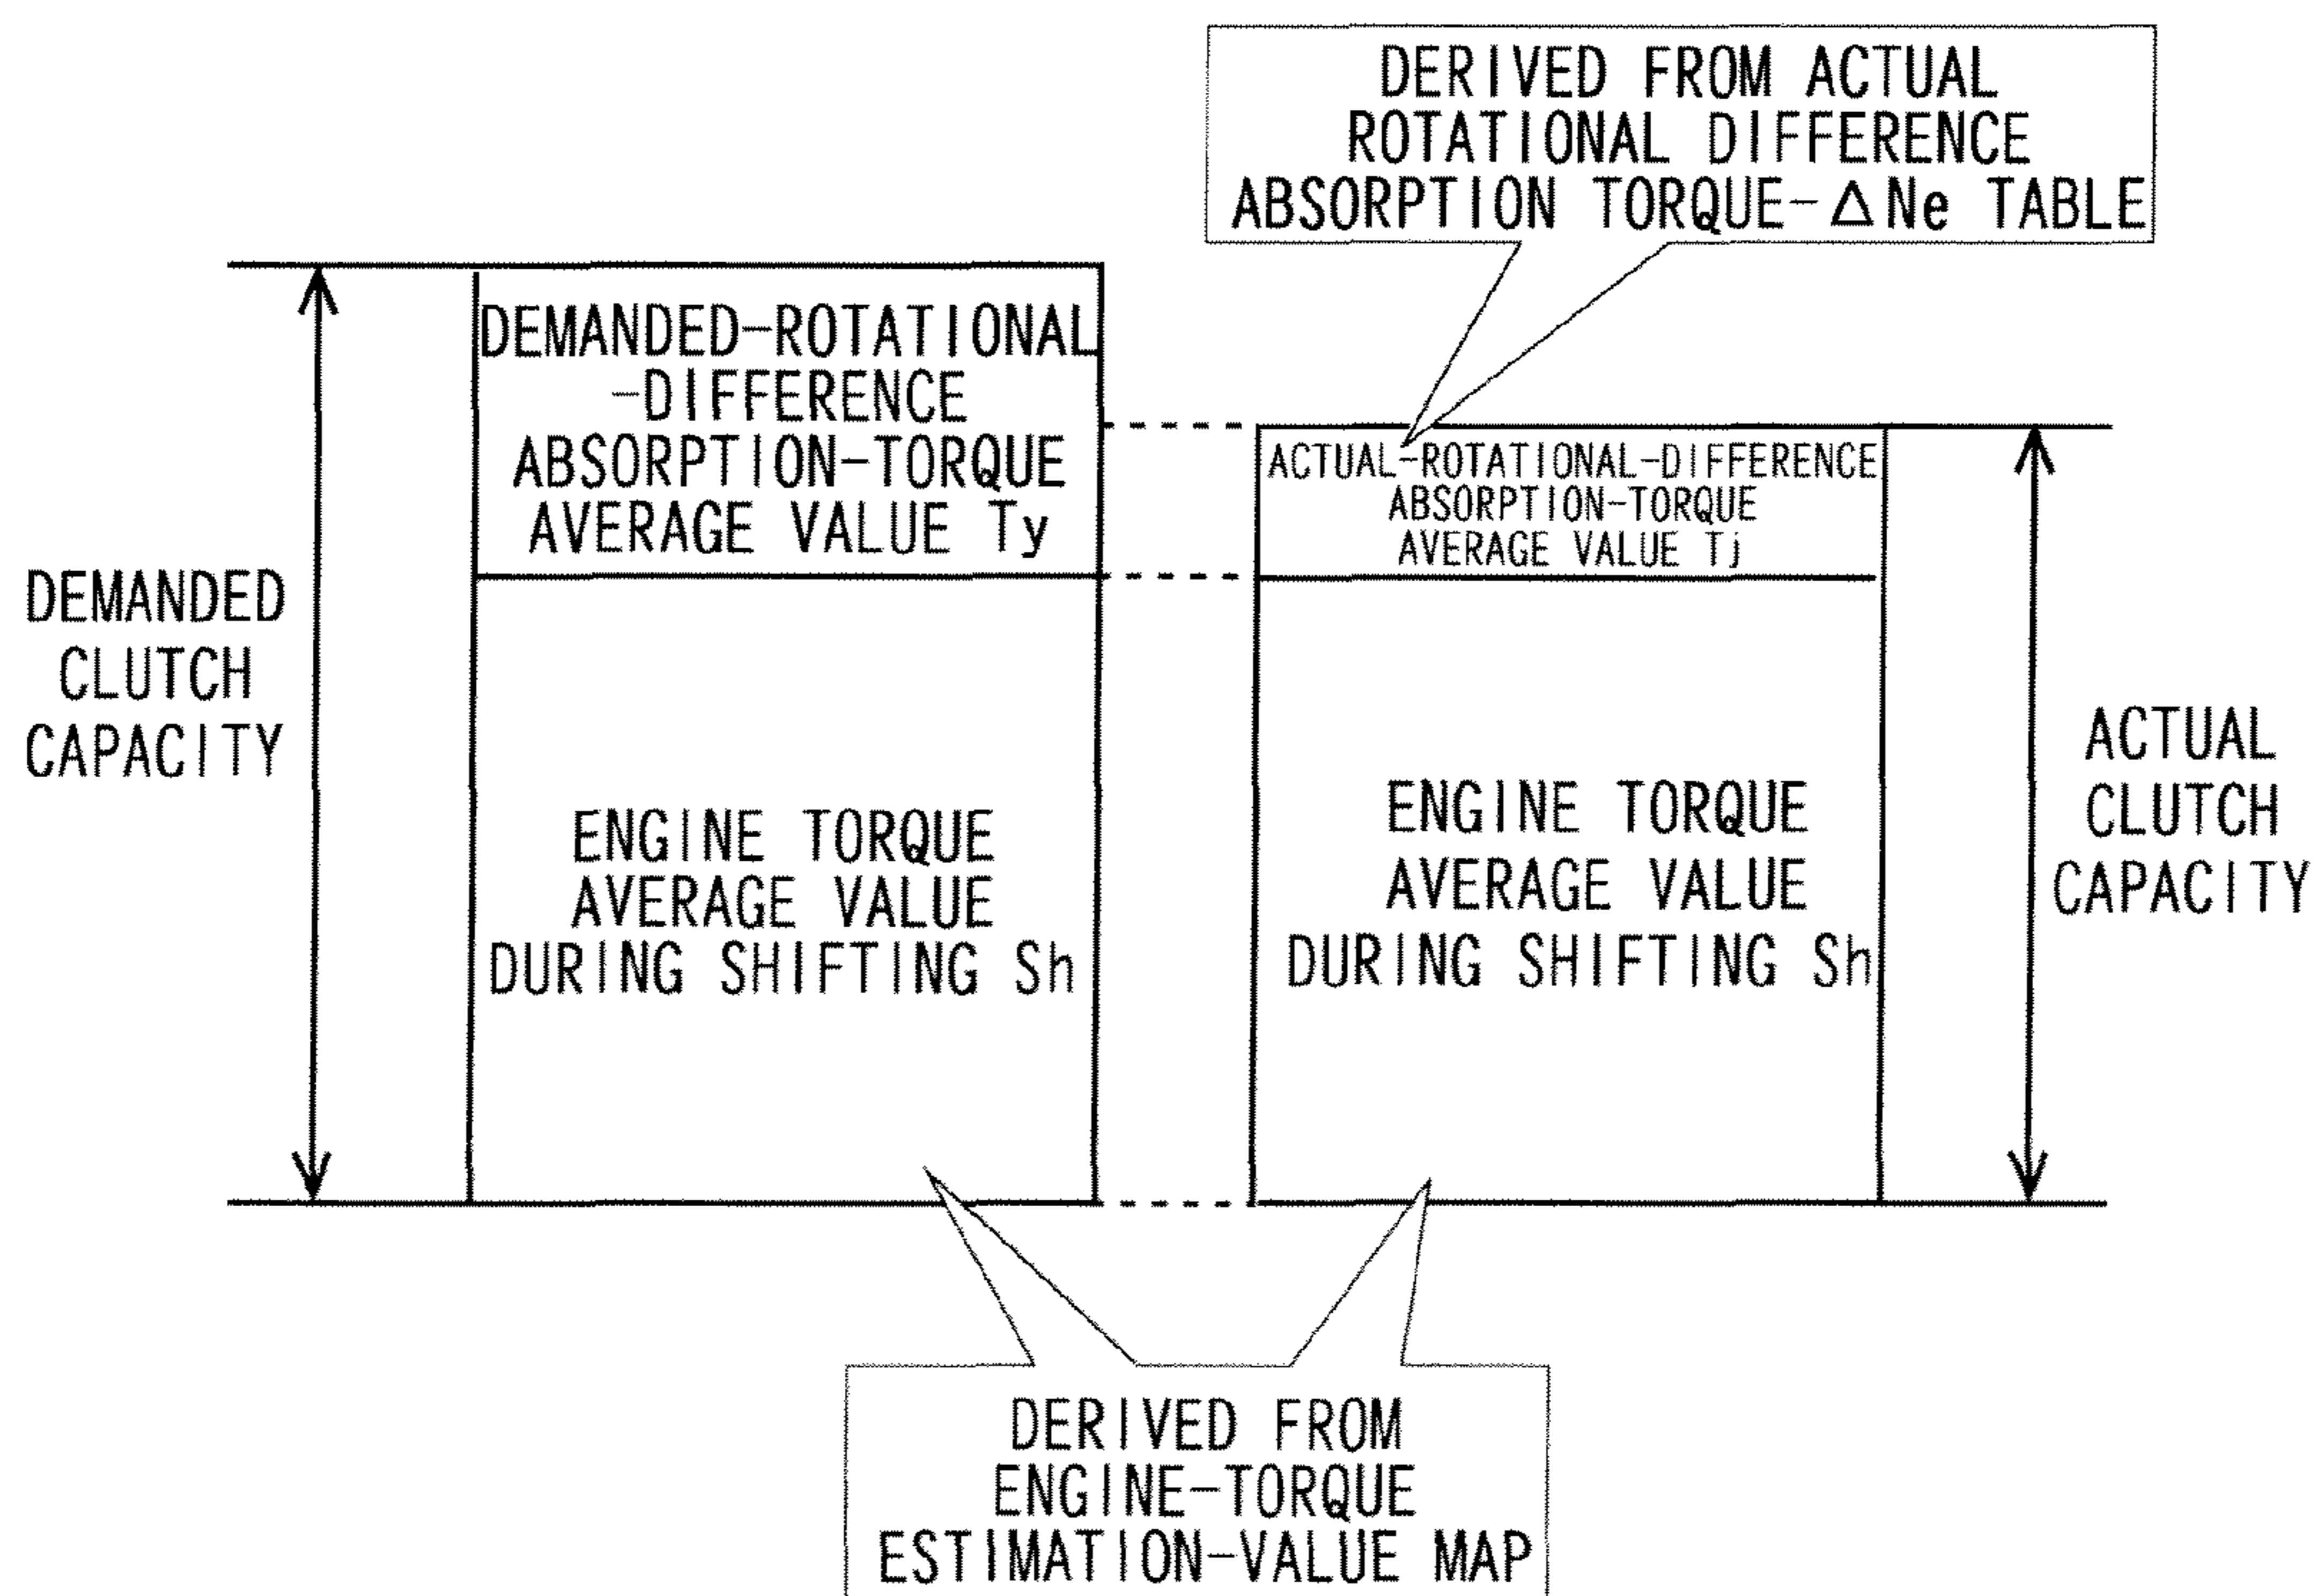 DERIVED FROM ACTUAL
ROTATIONAL DIFFERENCE
ABSORPTION TORQUE-△Ne TABLE
DEMANDED-ROTATIONAL
-DIFFERENCE
ABSORPTION-TORQUE
AVERAGE VALUE Ty
ACTUAL-ROTATIONAL-DIFFERENCE
ABSORPTION-TORQUE
AVERAGE VALUE Tj
DEMANDED
CLUTCH
CAPACITY
ENGINE TORQUE
AVERAGE VALUE
DURING SHIFTING Sh
ENGINE TORQUE
AVERAGE VALUE
DURING SHIFTING Sh
ACTUAL
CLUTCH
CAPACITY
DERIVED FROM
ENGINE-TORQUE
ESTIMATION-VALUE MAP